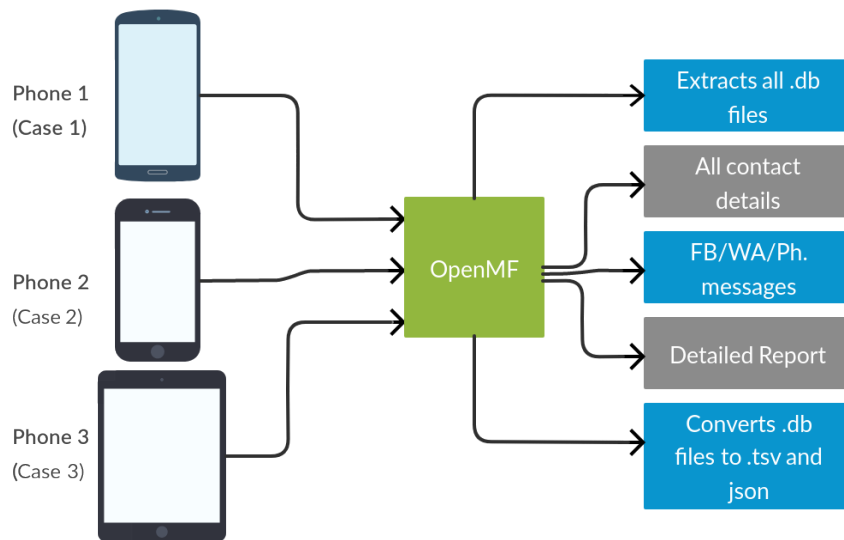 Phone 1
(Case 1)
Phone 2
(Case 2)
Phone 3
(Case 3)
OpenMF
Extracts all .db
files
All contact
details
FB/WA/Ph.
messages
Detailed Report
Converts .db
files to .tsv and
json